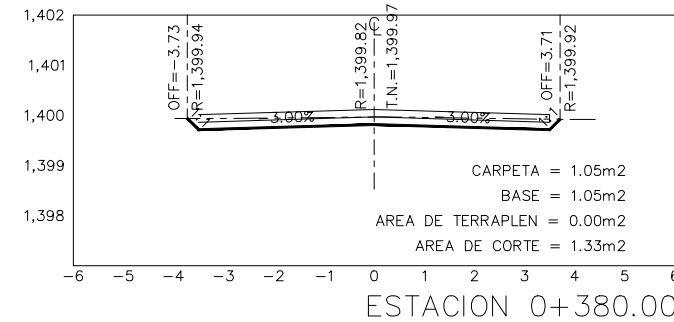 1,402
1,401
1,400
1,399
1,398
OFF=-3.73
R=1,399.94
R=1,399.82
T.N.=1,399.97
OFF=3.71
R=1,399.92
3.00%
3.00%
CARPETA = 1.05m2
BASE = 1.05m2
AREA DE TERRAPLEN = 0.00m2
AREA DE CORTE = 1.33m2
-6 -5 -4 -3 -2 -1 0 1 2 3 4 5 6
ESTACION 0+380.00